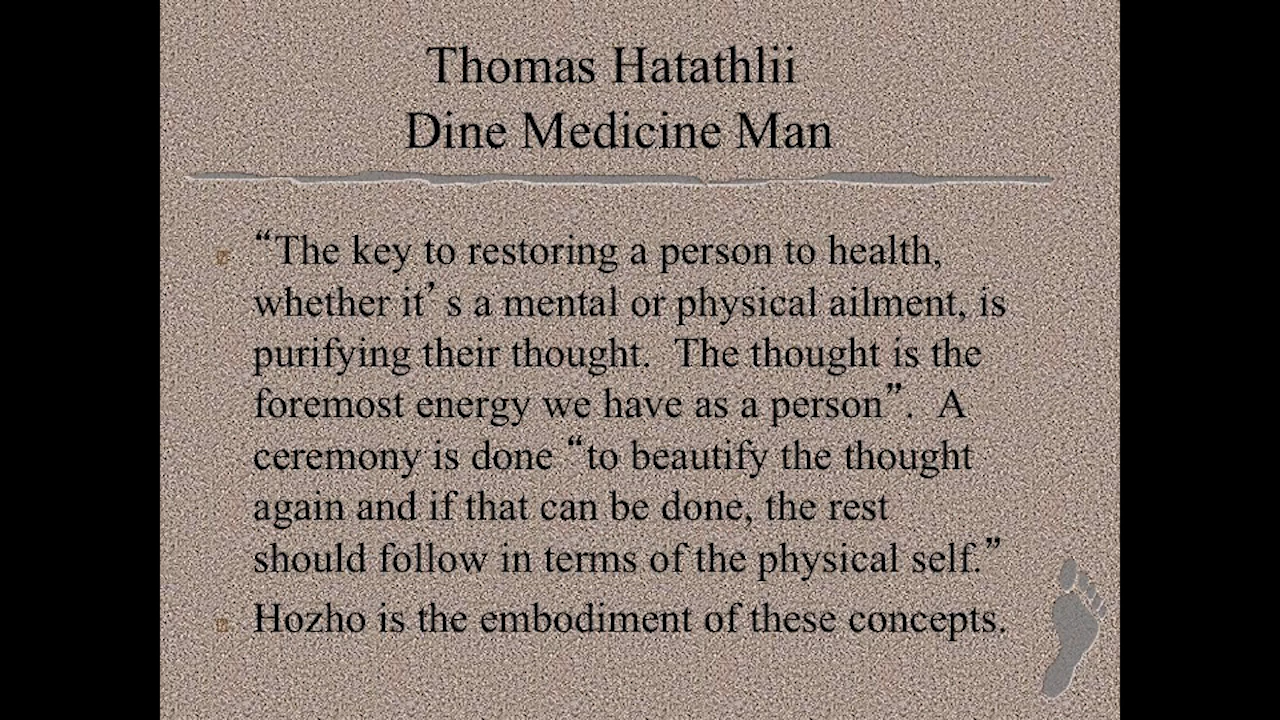 Thomas Hatathlii
Dine Medicine Man
“The key to restoring a person to health,
whether it’s a mental or physical ailment, is
purifying their thought.  The thought is the
foremost energy we have as a person”.  A
ceremony is done “to beautify the thought
again and if that can be done, the rest
should follow in terms of the physical self.”
Hozho is the embodiment of these concepts.